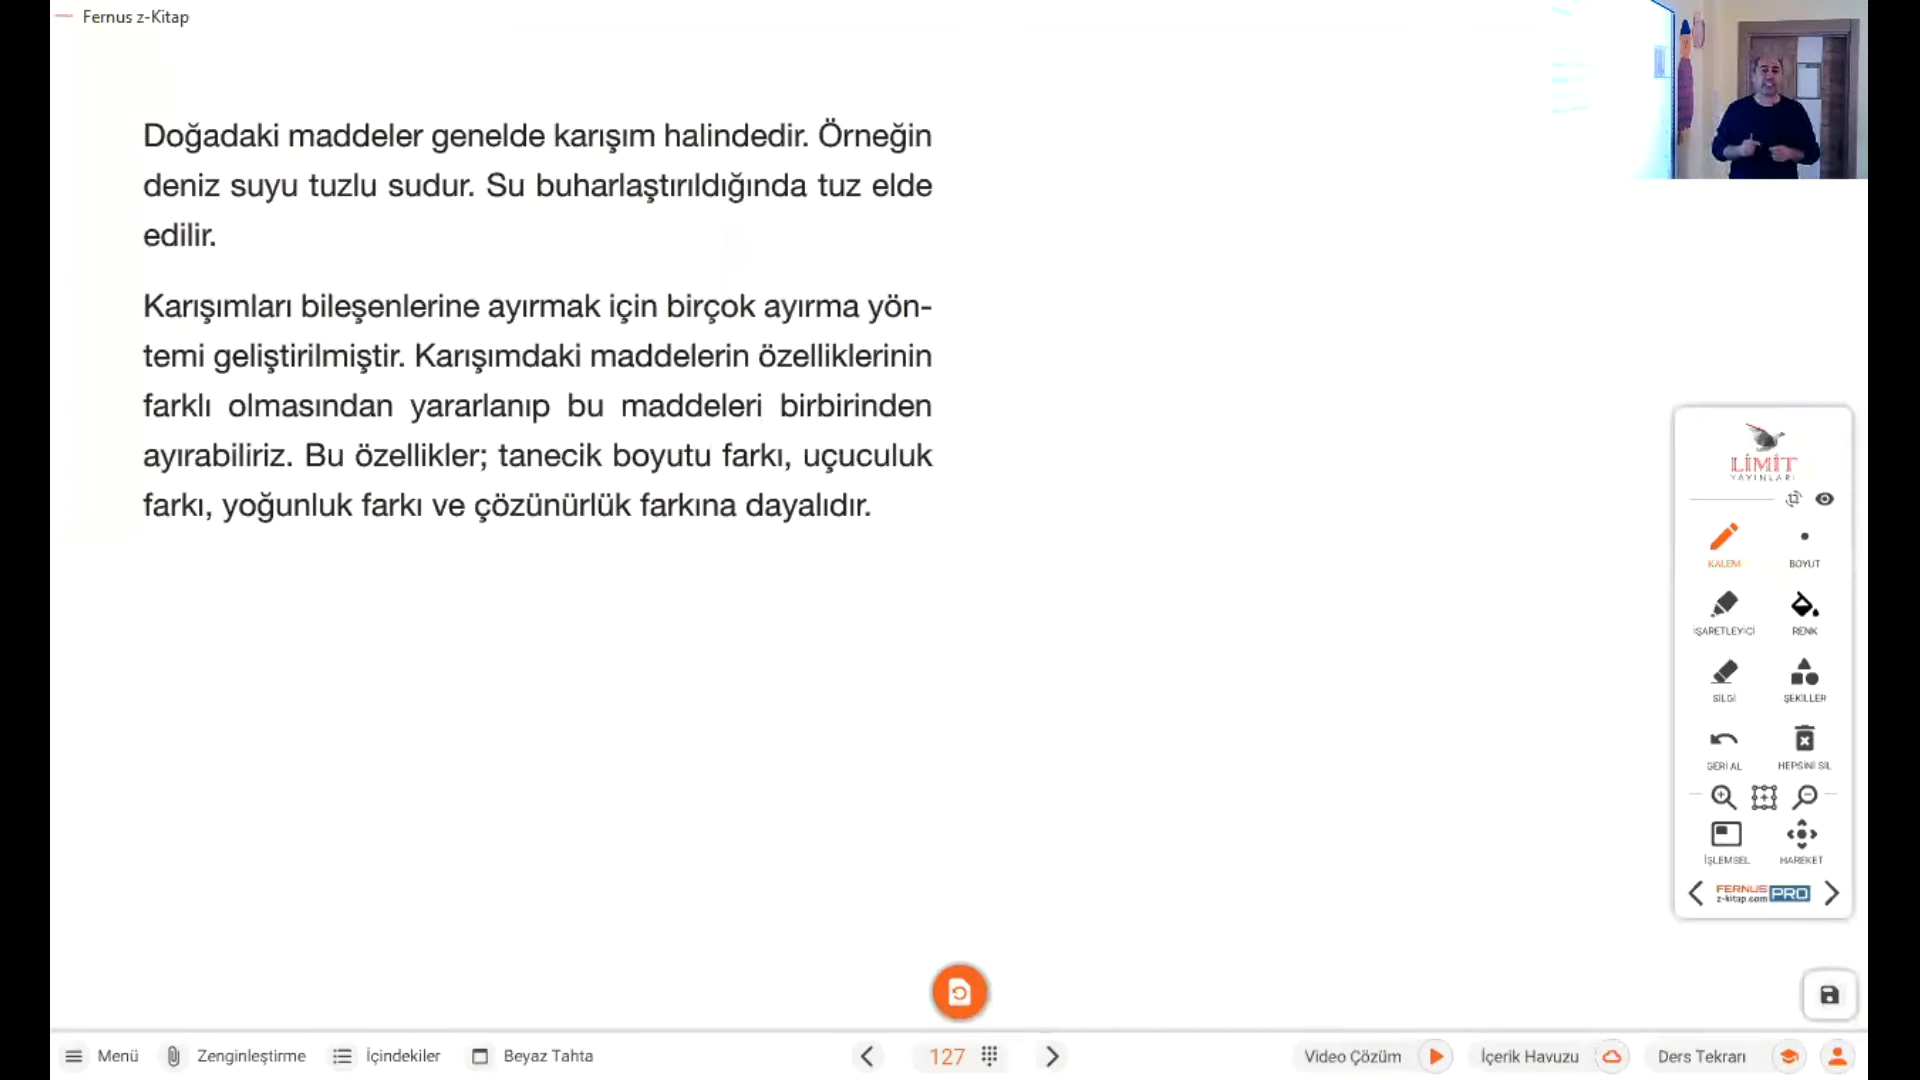 Fernus z-Kitap
Doğadaki maddeler genelde karışım halindedir. Örneğin
deniz suyu tuzlu sudur. Su buharlaştırıldığında tuz elde
edilir.
Karışımları bileşenlerine ayırmak için birçok ayırma yön-
temi geliştirilmiştir. Karışımdaki maddelerin özelliklerinin
farklı olmasından yararlanıp bu maddeleri birbirinden
ayırabiliriz. Bu özellikler; tanecik boyutu farkı, uçuculuk
farkı, yoğunluk farkı ve çözünürlük farkına dayalıdır.
LİMİT
YAYINLARI
KALEM BOYUT
İŞARETLEYİCİ RENK
SİLGİ ŞEKİLLER
GERİ AL HEPSİNİ SİL
İŞLEMSEL HAREKET
FERNUS PRO
z-kitap.com
Menü Zenginleştirme İçindekiler Beyaz Tahta 127 Video Çözüm İçerik Havuzu Ders Tekrarı